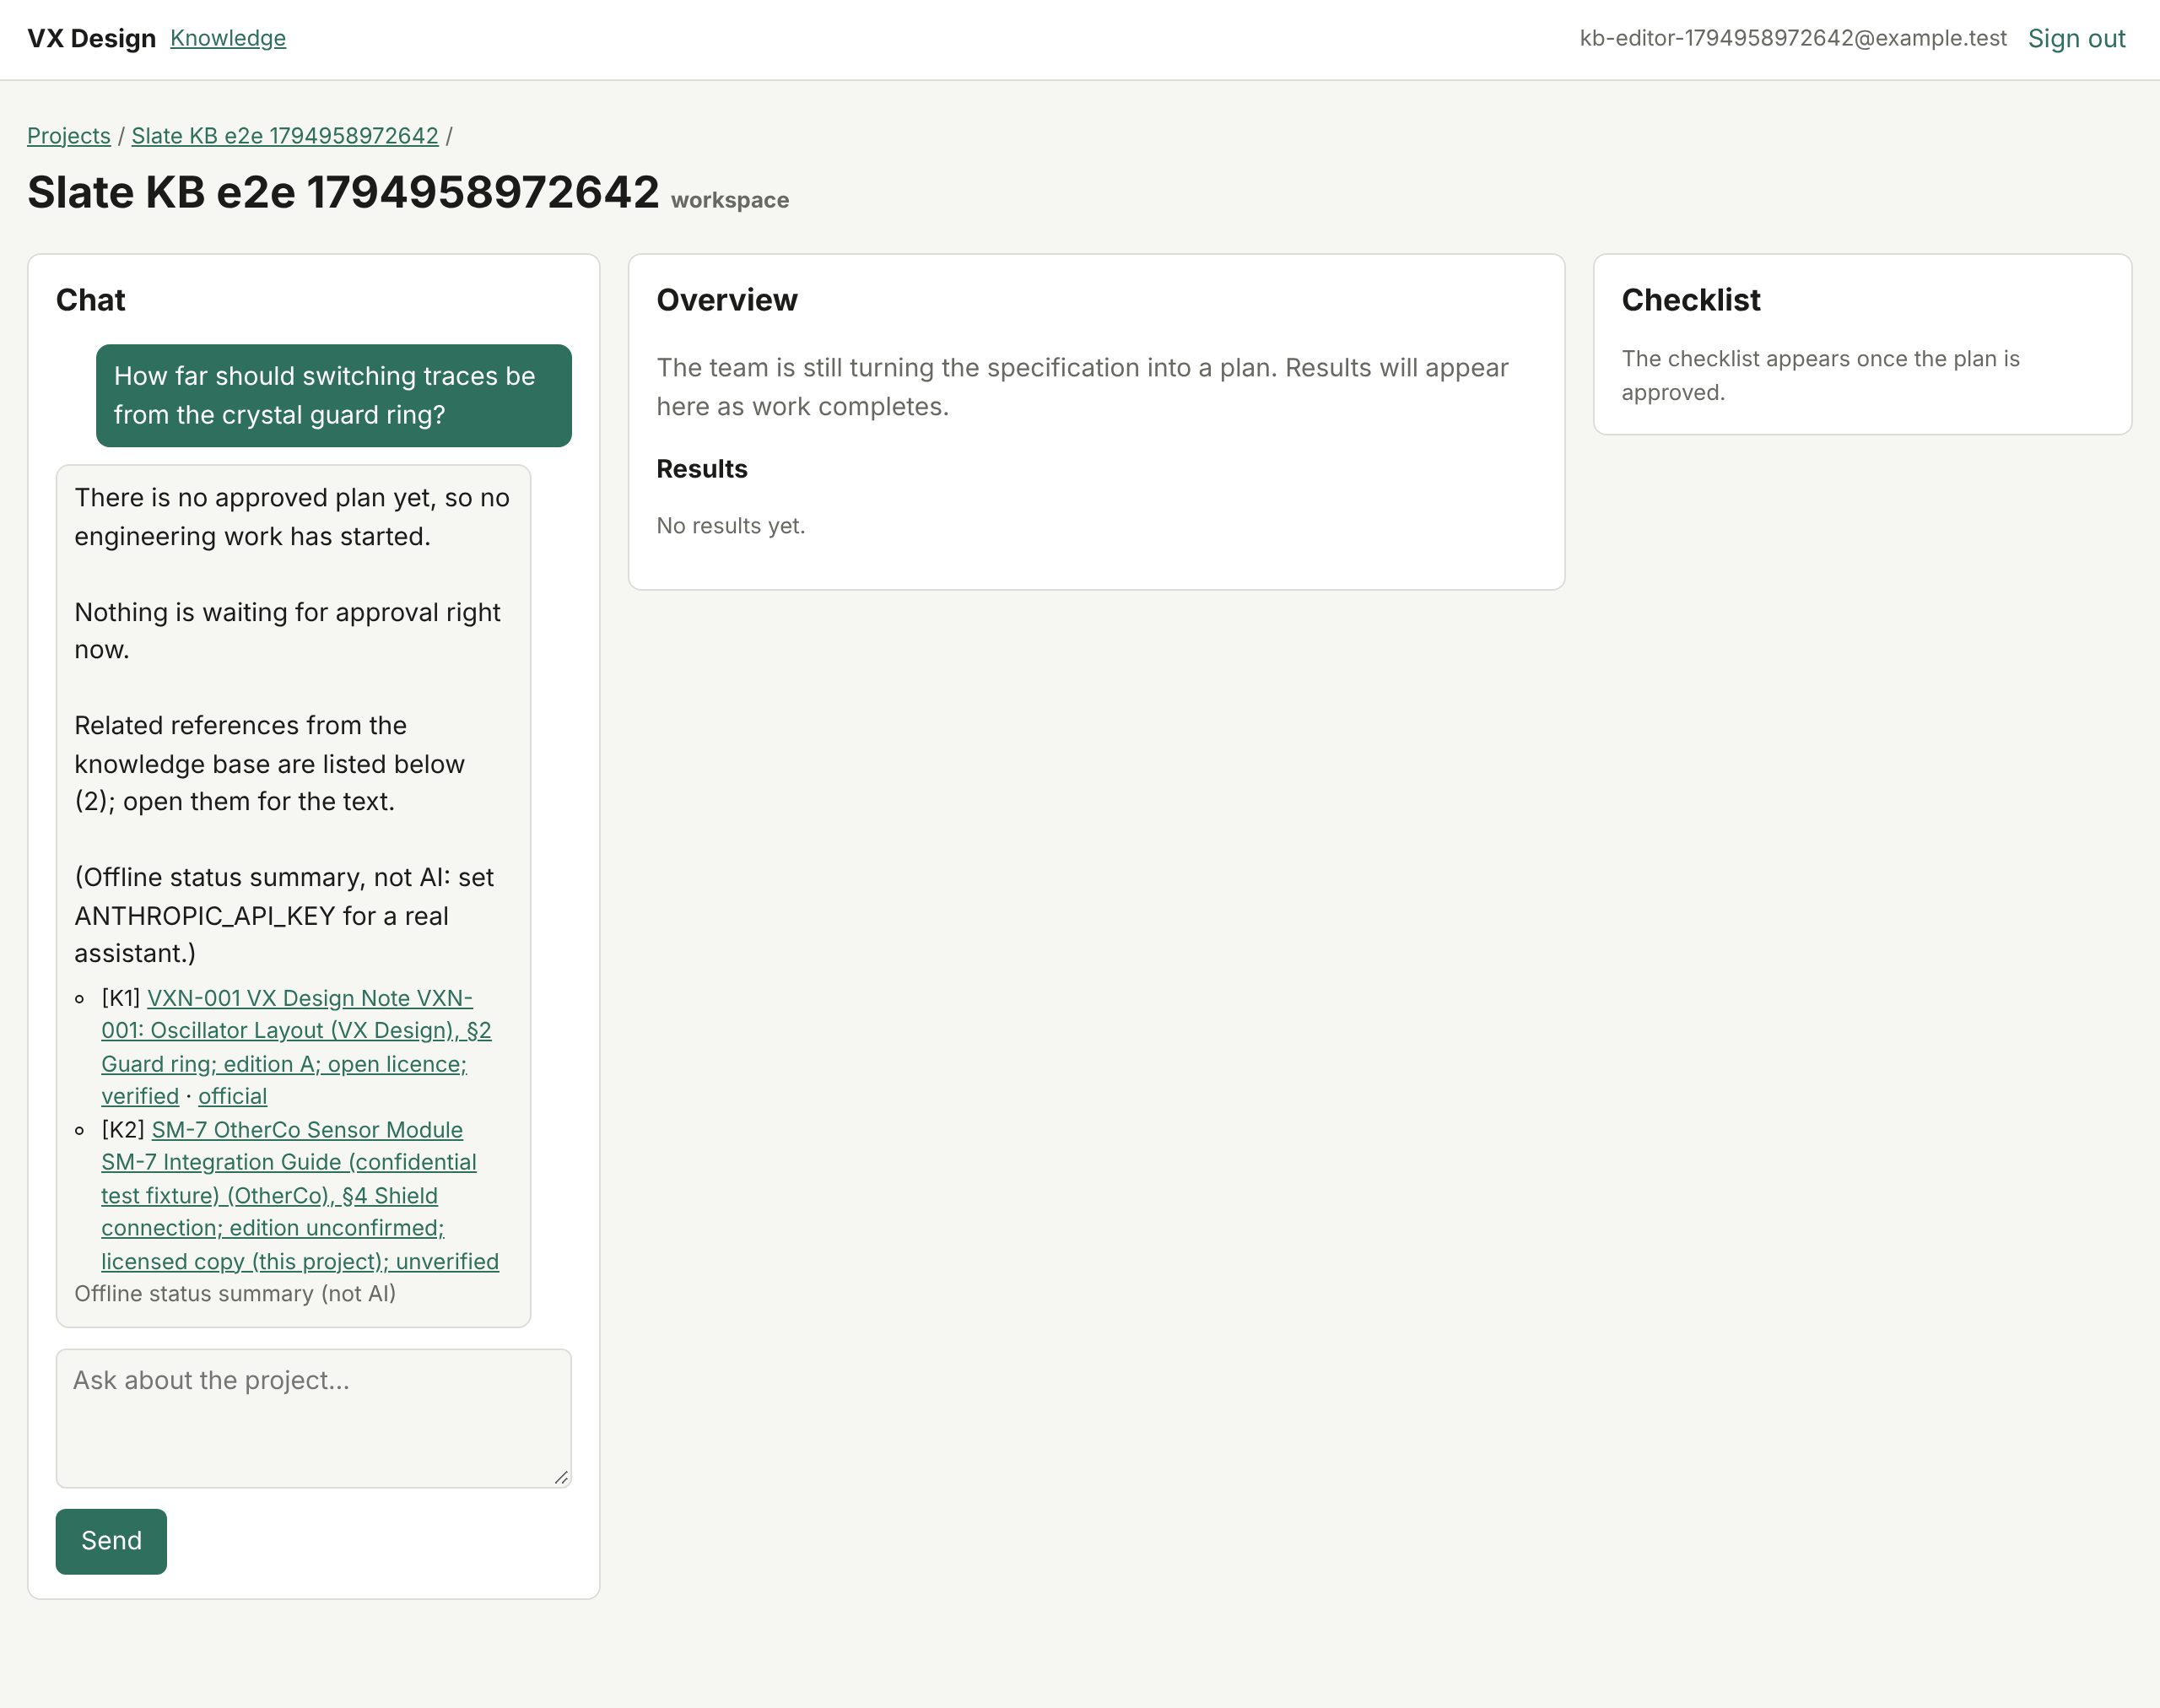 VX Design Knowledge kb-editor-1794958972642@example.test Sign out
Projects / Slate KB e2e 1794958972642 /
Slate KB e2e 1794958972642 workspace
Chat
How far should switching traces be
from the crystal guard ring?
There is no approved plan yet, so no
engineering work has started.
Nothing is waiting for approval right
now.
Related references from the
knowledge base are listed below
(2); open them for the text.
(Offline status summary, not AI: set
ANTHROPIC_API_KEY for a real
assistant.)
[K1] VXN-001 VX Design Note VXN-
001: Oscillator Layout (VX Design), §2
Guard ring; edition A; open licence;
verified · official
[K2] SM-7 OtherCo Sensor Module
SM-7 Integration Guide (confidential
test fixture) (OtherCo), §4 Shield
connection; edition unconfirmed;
licensed copy (this project); unverified
Offline status summary (not AI)
Ask about the project...
Send
Overview
The team is still turning the specification into a plan. Results will appear
here as work completes.
Results
No results yet.
Checklist
The checklist appears once the plan is
approved.